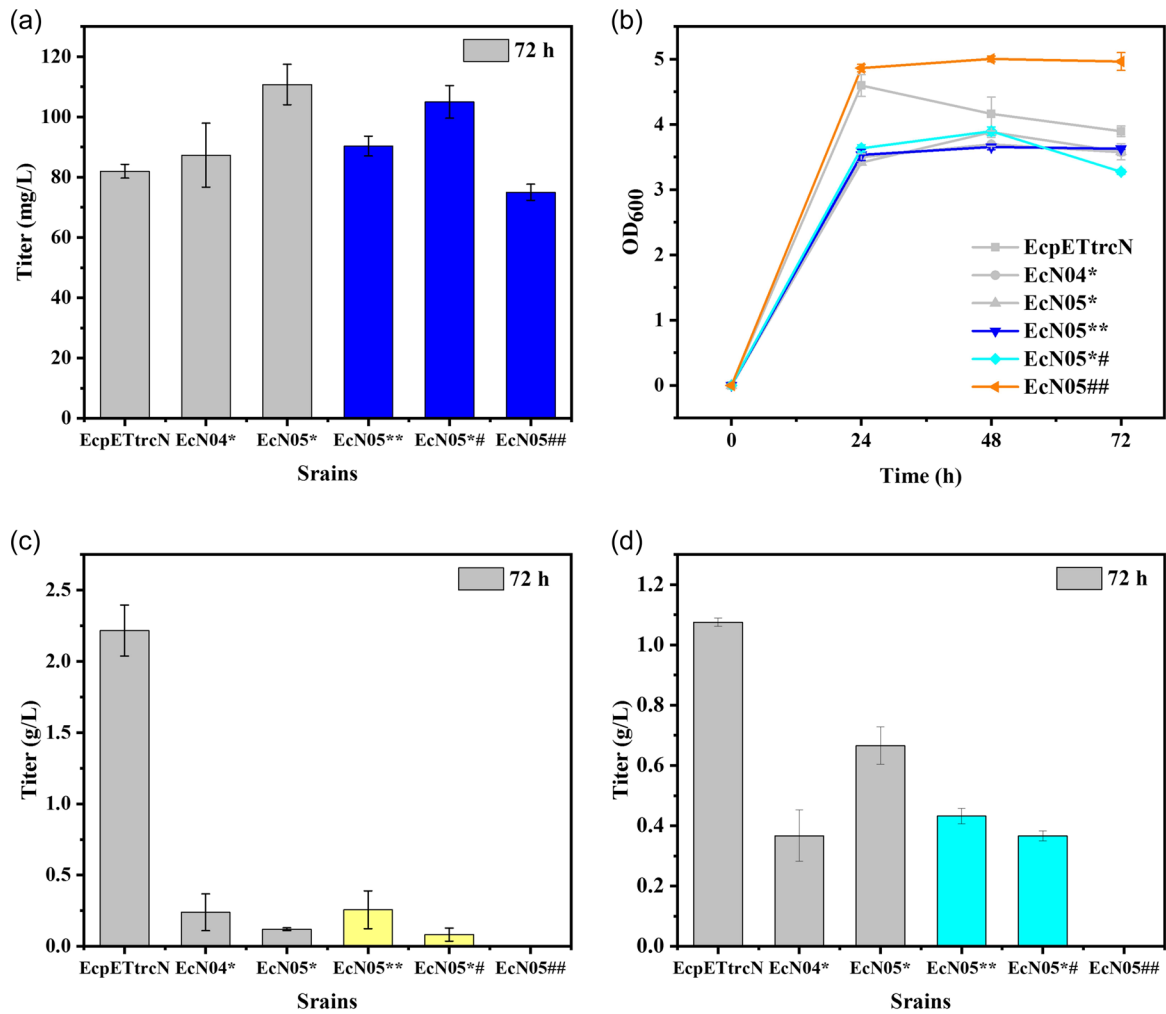 (a)
72 h
120
100
80
60
40
20
0
Titer (mg/L)
EcpETtrcN EcN04* EcN05* EcN05** EcN05*# EcN05##
Srains
(b)
5
4
3
2
1
0
OD600
EcpETtrcN
EcN04*
EcN05*
EcN05**
EcN05*#
EcN05##
0 24 48 72
Time (h)
(c)
72 h
2.5
2.0
1.5
1.0
0.5
0.0
Titer (g/L)
EcpETtrcN EcN04* EcN05* EcN05** EcN05*# EcN05##
Srains
(d)
72 h
1.2
1.0
0.8
0.6
0.4
0.2
0.0
Titer (g/L)
EcpETtrcN EcN04* EcN05* EcN05** EcN05*# EcN05##
Srains